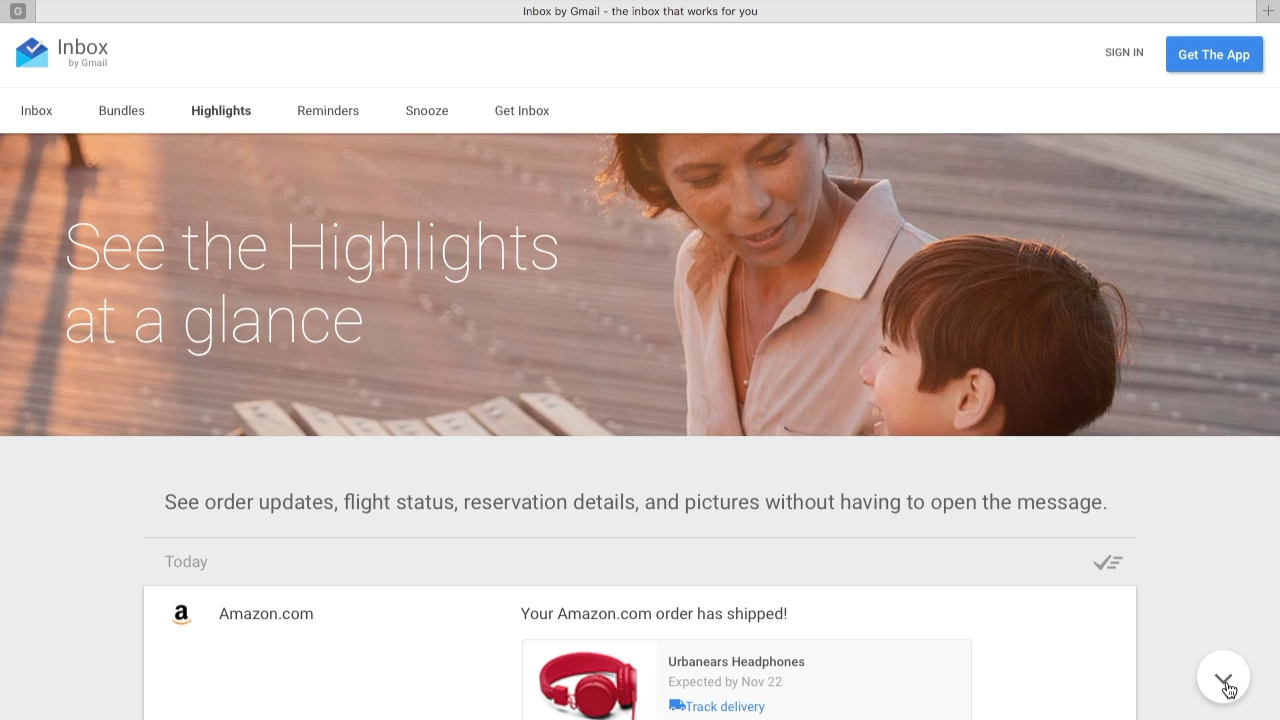 G
Inbox by Gmail - the inbox that works for you
Inbox
by Gmail
SIGN IN
Get The App
Inbox
Bundles
Highlights
Reminders
Snooze
Get Inbox
See the Highlights
at a glance
See order updates, flight status, reservation details, and pictures without having to open the message.
Today
a
Amazon.com
Your Amazon.com order has shipped!
Urbanears Headphones
Expected by Nov 22
Track delivery